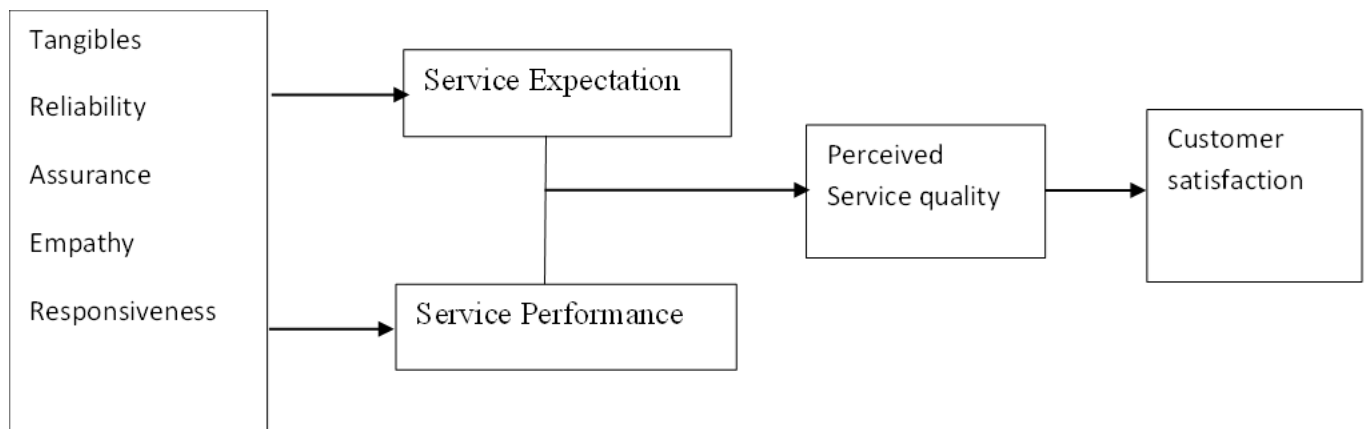 Tangibles
Reliability
Assurance
Empathy
Responsiveness
Service Expectation
Service Performance
Perceived
Service quality
Customer
satisfaction